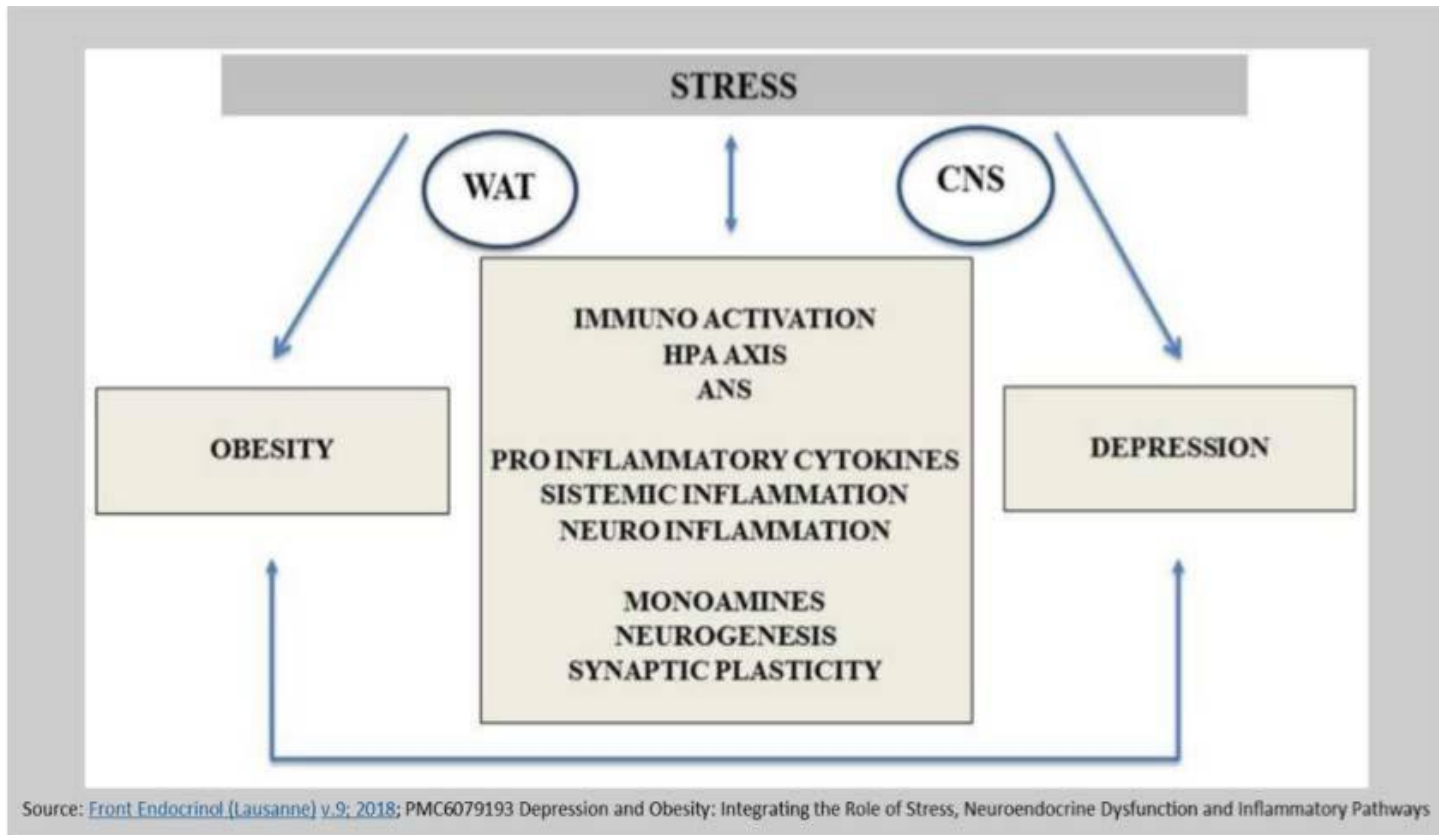 STRESS
WAT
CNS
IMMUNO ACTIVATION
HPA AXIS
ANS
OBESITY
DEPRESSION
PRO INFLAMMATORY CYTOKINES
SISTEMIC INFLAMMATION
NEURO INFLAMMATION
MONOAMINES
NEUROGENESIS
SYNAPTIC PLASTICITY
Source: Front Endocrinol (Lausanne) v.9; 2018; PMC6079193 Depression and Obesity: Integrating the Role of Stress, Neuroendocrine Dysfunction and Inflammatory Pathways